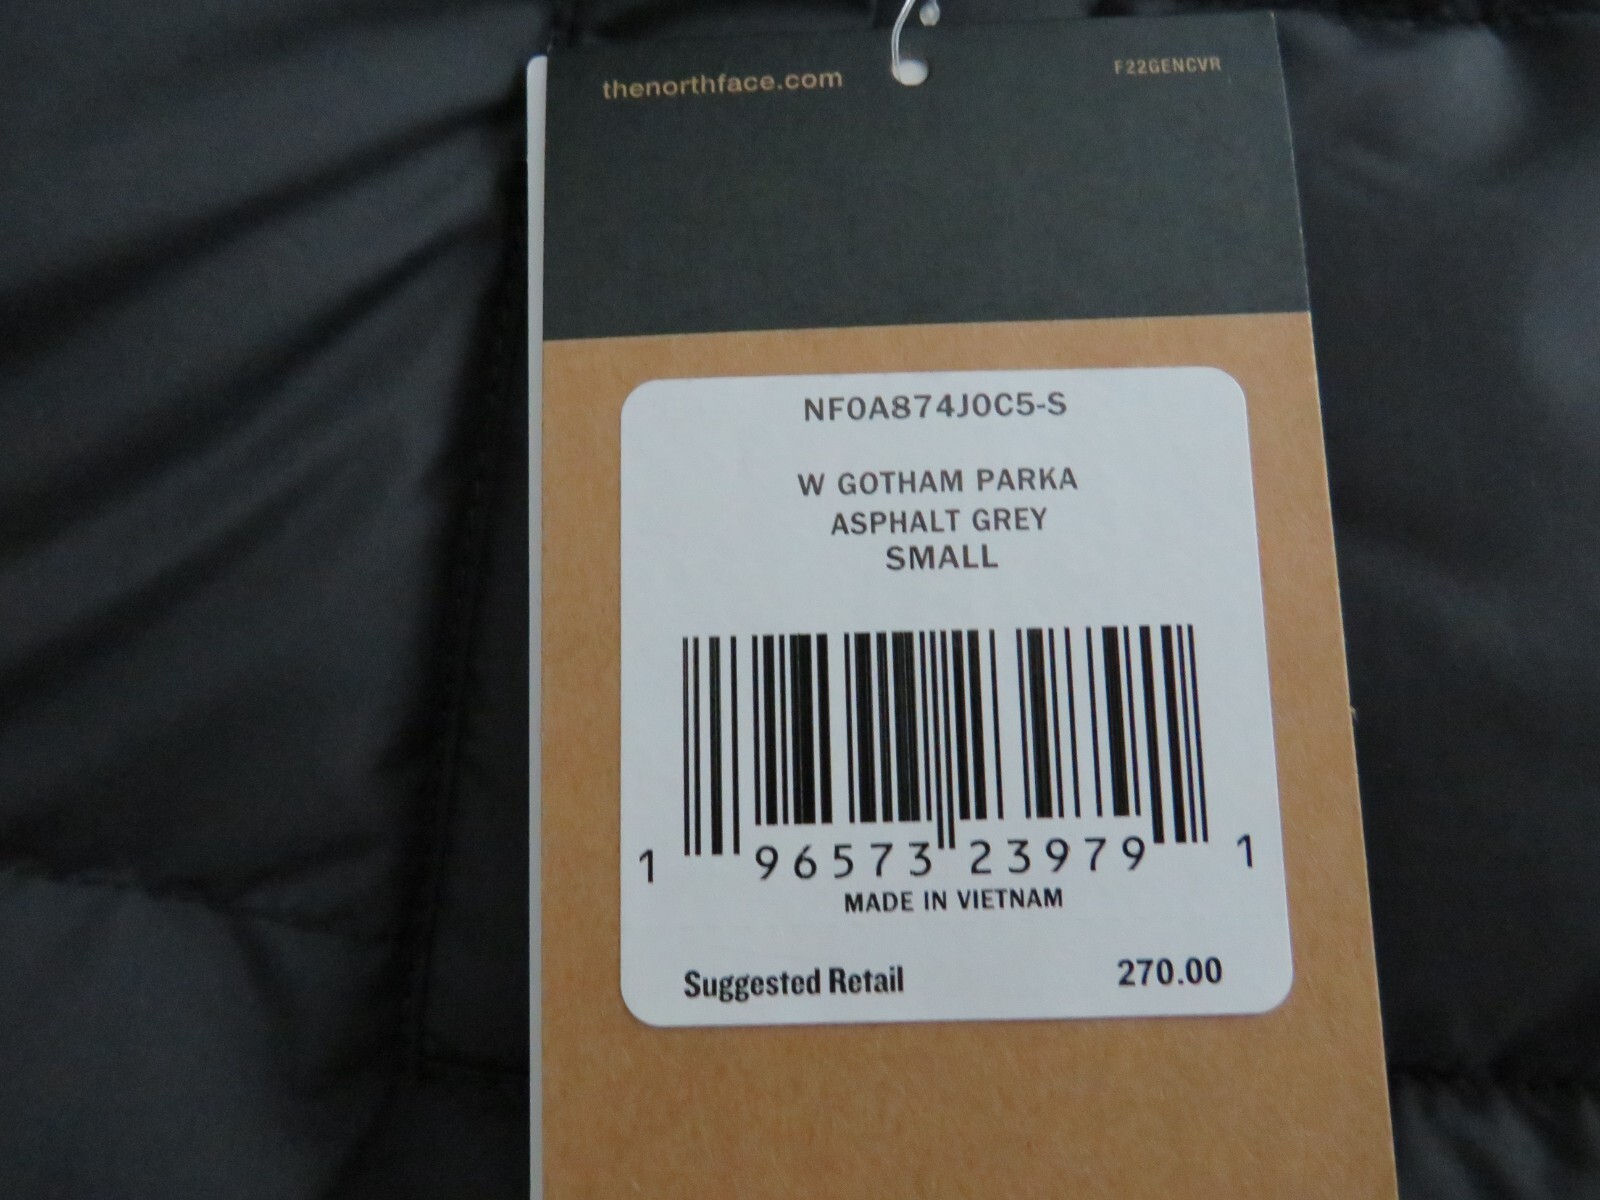 thenorthface.com
F22GENCVR
NF0A874J0C5-S
W GOTHAM PARKA
ASPHALT GREY
SMALL
1 96573 23979 1
MADE IN VIETNAM
Suggested Retail 270.00